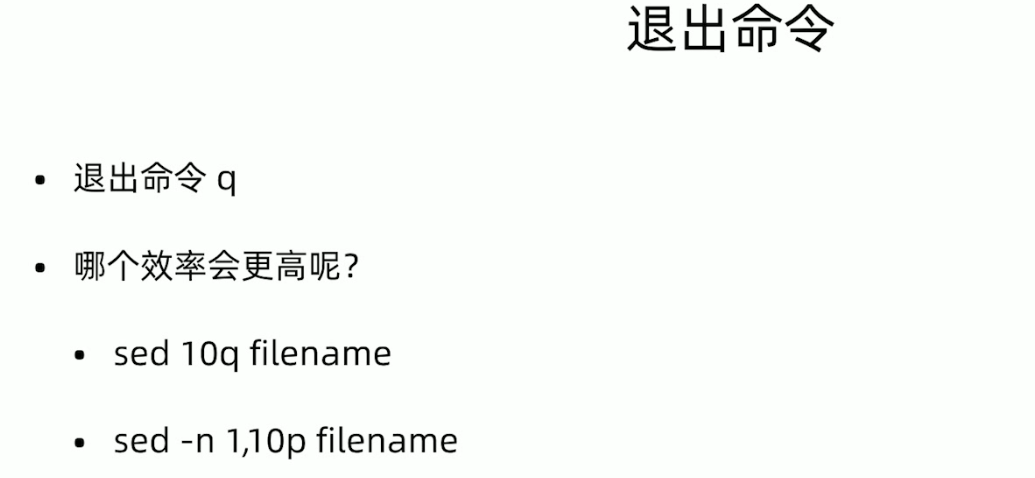 退出命令
• 退出命令 q
• 哪个效率会更高呢？
• sed 10q filename
• sed -n 1,10p filename